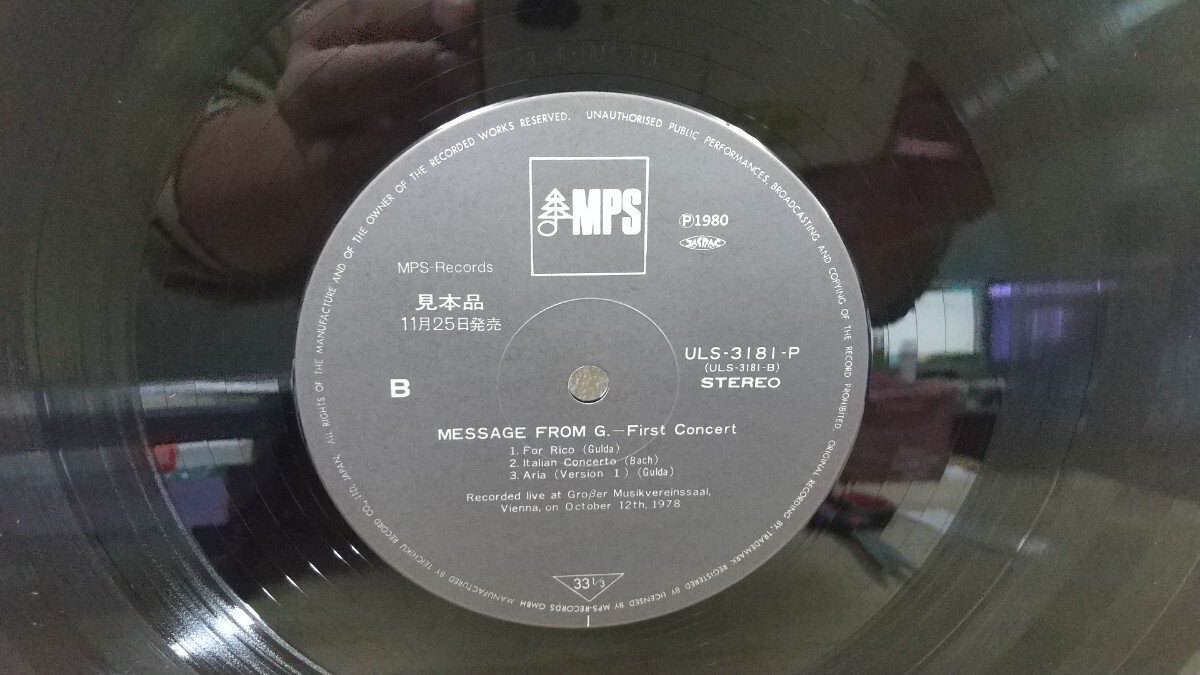 MPS
Ⓟ1980
JASRAC
MPS-Records
見本品
11月25日発売
ULS-3181-P
(ULS-3181-B)
STEREO
B
MESSAGE FROM G.—First Concert
1. For Rico (Gulda)
2. Italian Concerto (Bach)
3. Aria (Version I) (Gulda)
Recorded live at Großer Musikvereinssaal,
Vienna, on October 12th, 1978
33 1/3
MANUFACTURED BY TEICHIKU RECORD CO., LTD. JAPAN. ALL RIGHTS OF THE MANUFACTURE AND OF THE OWNER OF THE RECORDED WORKS RESERVED. UNAUTHORISED PUBLIC PERFORMANCES, BROADCASTING AND COPYING OF THE RECORD PROHIBITED. ORIGINAL RECORDING BY, TRADEMARK REGISTERED BY LICENSED BY MPS-RECORDS GMBH